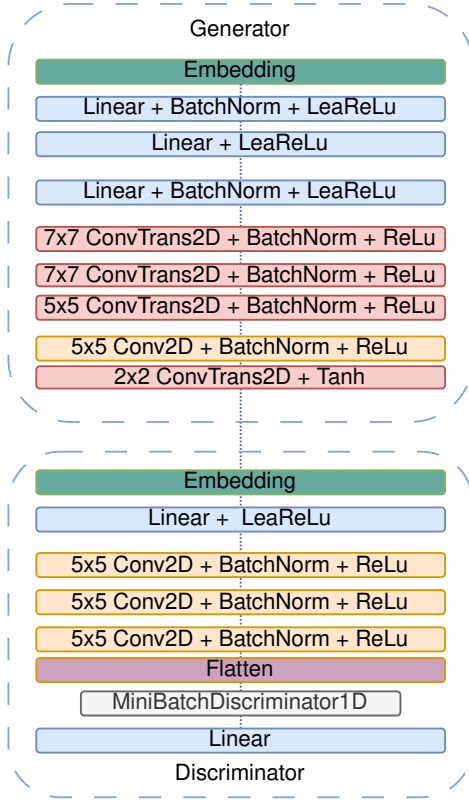 Generator
Embedding
Linear + BatchNorm + LeaReLu
Linear + LeaReLu
Linear + BatchNorm + LeaReLu
7x7 ConvTrans2D + BatchNorm + ReLu
7x7 ConvTrans2D + BatchNorm + ReLu
5x5 ConvTrans2D + BatchNorm + ReLu
5x5 Conv2D + BatchNorm + ReLu
2x2 ConvTrans2D + Tanh
Embedding
Linear + LeaReLu
5x5 Conv2D + BatchNorm + ReLu
5x5 Conv2D + BatchNorm + ReLu
5x5 Conv2D + BatchNorm + ReLu
Flatten
MiniBatchDiscriminator1D
Linear
Discriminator